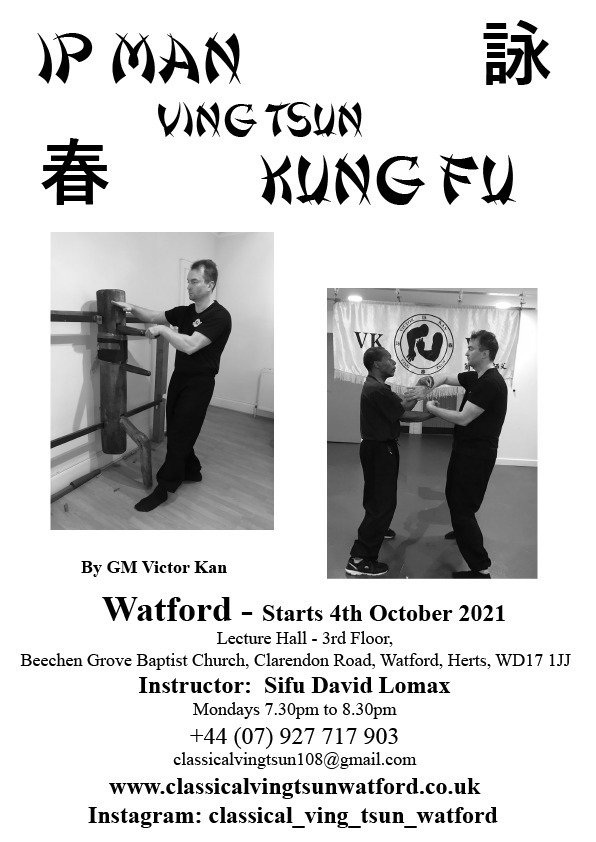 IP MAN
詠
VING TSUN
春
KUNG FU
VK
By GM Victor Kan
Watford - Starts 4th October 2021
Lecture Hall - 3rd Floor,
Beechen Grove Baptist Church, Clarendon Road, Watford, Herts, WD17 1JJ
Instructor:  Sifu David Lomax
Mondays 7.30pm to 8.30pm
+44 (07) 927 717 903
classicalvingtsun108@gmail.com
www.classicalvingtsunwatford.co.uk
Instagram: classical_ving_tsun_watford